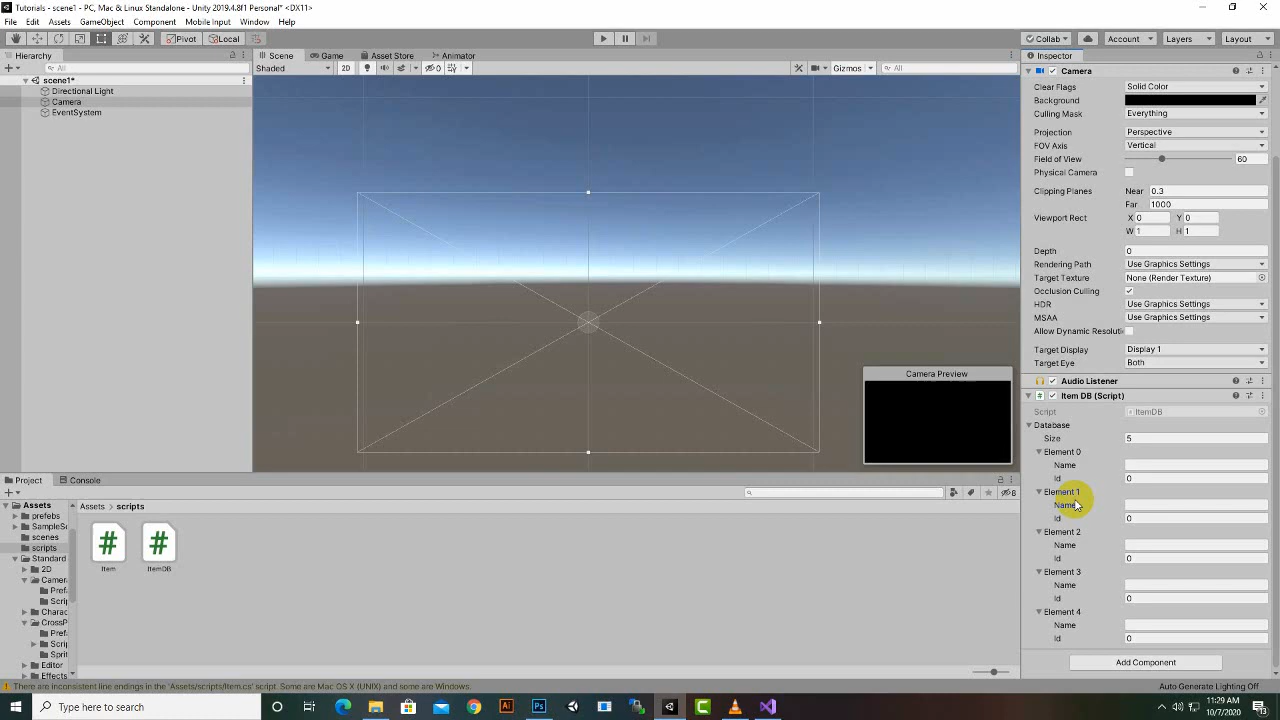 Tutorials - scene1 - PC, Mac & Linux Standalone - Unity 2019.4.8f1 Personal* <DX11>
File Edit Assets GameObject Component Mobile Input Window Help
Pivot Local Collab Account Layers Layout
Hierarchy
All
scene1*
Directional Light
Camera
EventSystem
Scene Game Asset Store Animator
Shaded 2D 0 Gizmos All
Camera Preview
Inspector
Camera
Clear Flags Solid Color
Background
Culling Mask Everything
Projection Perspective
FOV Axis Vertical
Field of View 60
Physical Camera
Clipping Planes Near 0.3
Far 1000
Viewport Rect X 0 Y 0
W 1 H 1
Depth 0
Rendering Path Use Graphics Settings
Target Texture None (Render Texture)
Occlusion Culling
HDR Use Graphics Settings
MSAA Use Graphics Settings
Allow Dynamic Resoluti
Target Display Display 1
Target Eye Both
Audio Listener
Item DB (Script)
Script ItemDB
Database
Size 5
Element 0
Name
Id 0
Element 1
Name
Id 0
Element 2
Name
Id 0
Element 3
Name
Id 0
Element 4
Name
Id 0
Add Component
Project Console
8
Assets
prefebs
SampleSc
scenes
scripts
Standard
2D
Camera
Pref
Scrip
Charac
CrossP
Prefa
Scrip
Sprit
Editor
Effects
Assets scripts
Item ItemDB
There are inconsistent line endings in the 'Assets/scripts/Item.cs' script. Some are Mac OS X (UNIX) and some are Windows.
Auto Generate Lighting Off
Type here to search
11:29 AM
10/7/2020